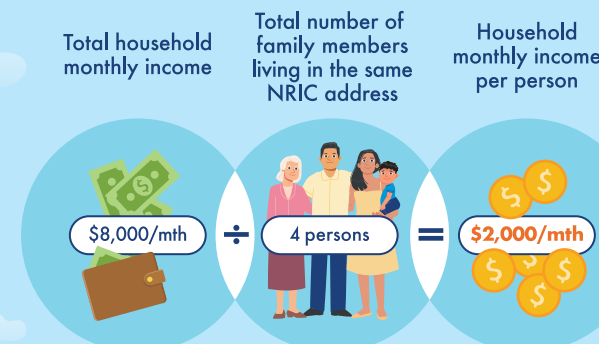 Total household
monthly income
Total number of
family members
living in the same
NRIC address
Household
monthly income
per person
$8,000/mth
÷
4 persons
=
$2,000/mth